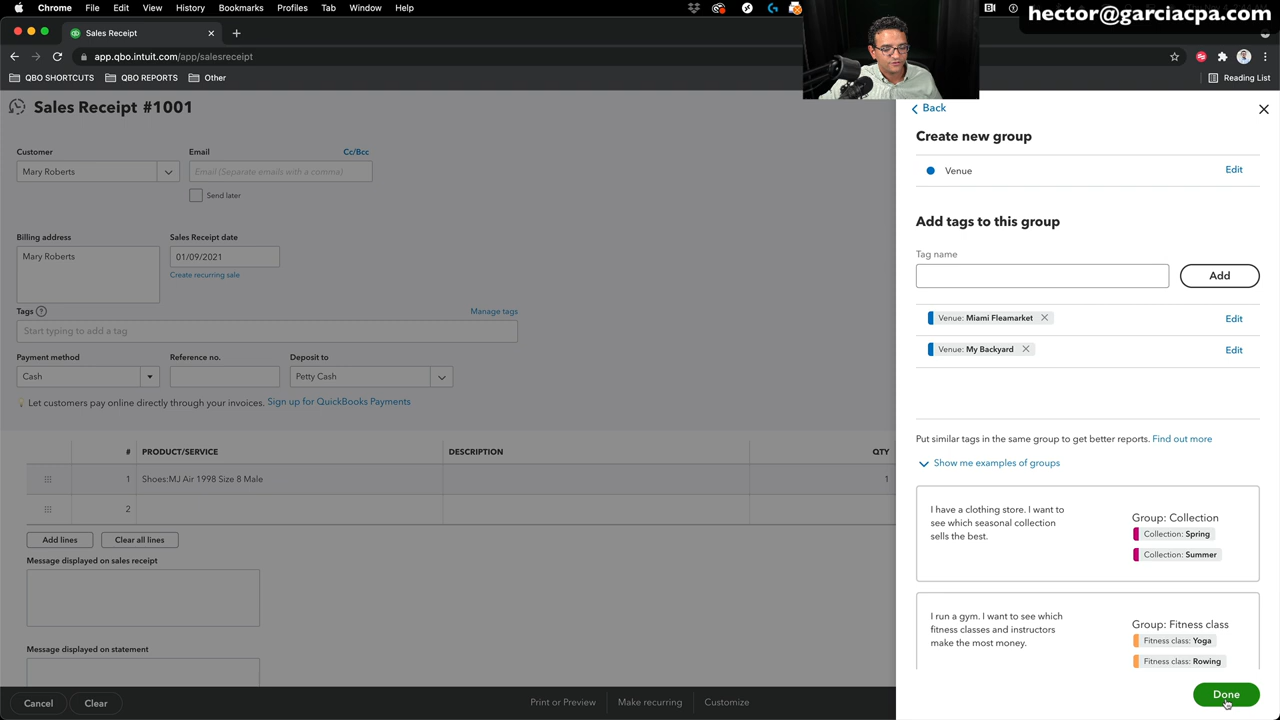 Chrome File Edit View History Bookmarks Profiles Tab Window Help
hector@garciacpa.com
Sales Receipt
app.qbo.intuit.com/app/salesreceipt
QBO SHORTCUTS QBO REPORTS Other
Reading List
Sales Receipt #1001
Customer
Email
Cc/Bcc
Mary Roberts
Email (Separate emails with a comma)
Send later
Billing address
Sales Receipt date
Mary Roberts
01/09/2021
Create recurring sale
Tags
Manage tags
Start typing to add a tag
Payment method
Reference no.
Deposit to
Cash
Petty Cash
Let customers pay online directly through your invoices. Sign up for QuickBooks Payments
# PRODUCT/SERVICE DESCRIPTION QTY
1 Shoes:MJ Air 1998 Size 8 Male 1
2
Add lines
Clear all lines
Message displayed on sales receipt
Message displayed on statement
Cancel
Clear
Print or Preview
Make recurring
Customize
Back
Create new group
Venue
Edit
Add tags to this group
Tag name
Add
Venue: Miami Fleamarket
Edit
Venue: My Backyard
Edit
Put similar tags in the same group to get better reports. Find out more
Show me examples of groups
I have a clothing store. I want to
see which seasonal collection
sells the best.
Group: Collection
Collection: Spring
Collection: Summer
I run a gym. I want to see which
fitness classes and instructors
make the most money.
Group: Fitness class
Fitness class: Yoga
Fitness class: Rowing
Done